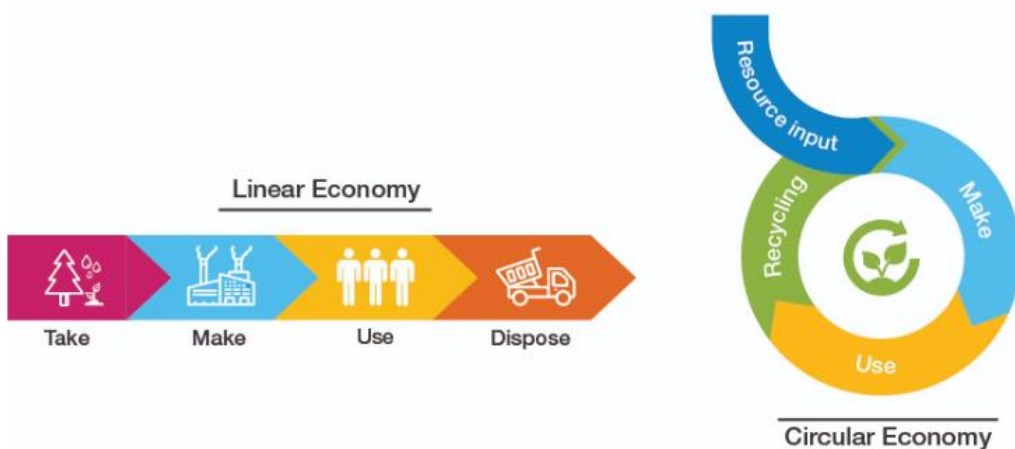 Linear Economy
Take
Make
Use
Dispose
Resource input
Make
Use
Recycling
Circular Economy